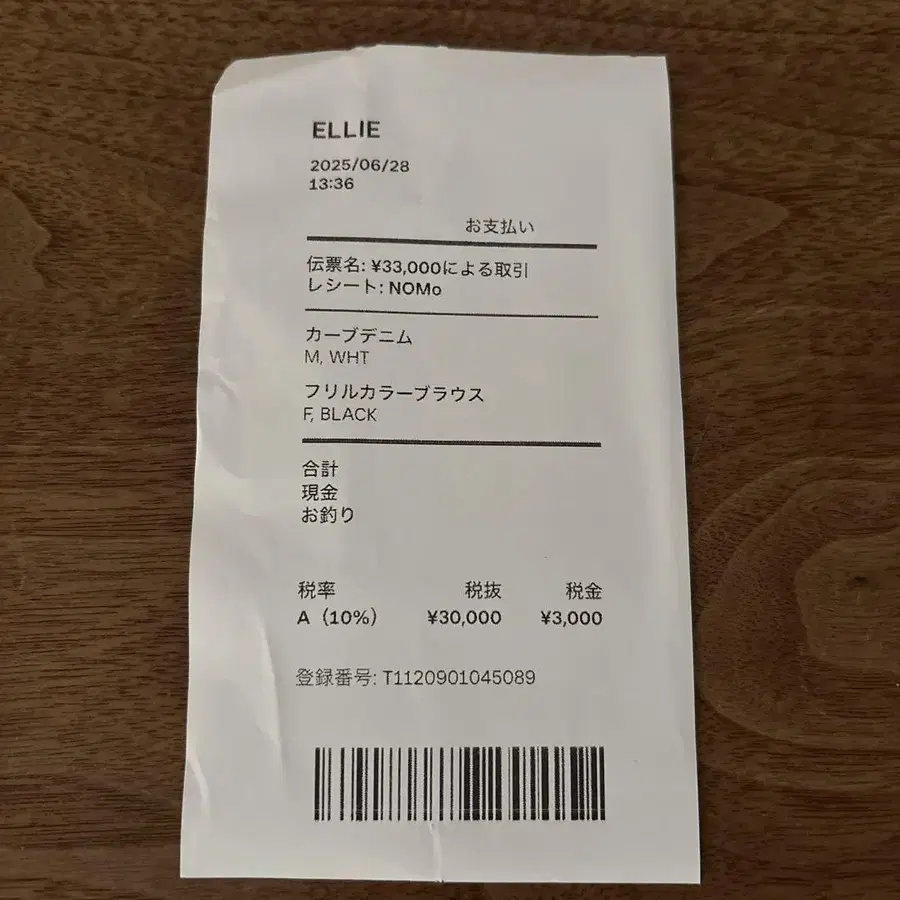 ELLIE
2025/06/28
13:36
お支払い
伝票名: ¥33,000による取引
レシート: NOMo
カーブデニム
M, WHT
フリルカラーブラウス
F, BLACK
合計
現金
お釣り
税率 税抜 税金
A (10%) ¥30,000 ¥3,000
登録番号: T1120901045089